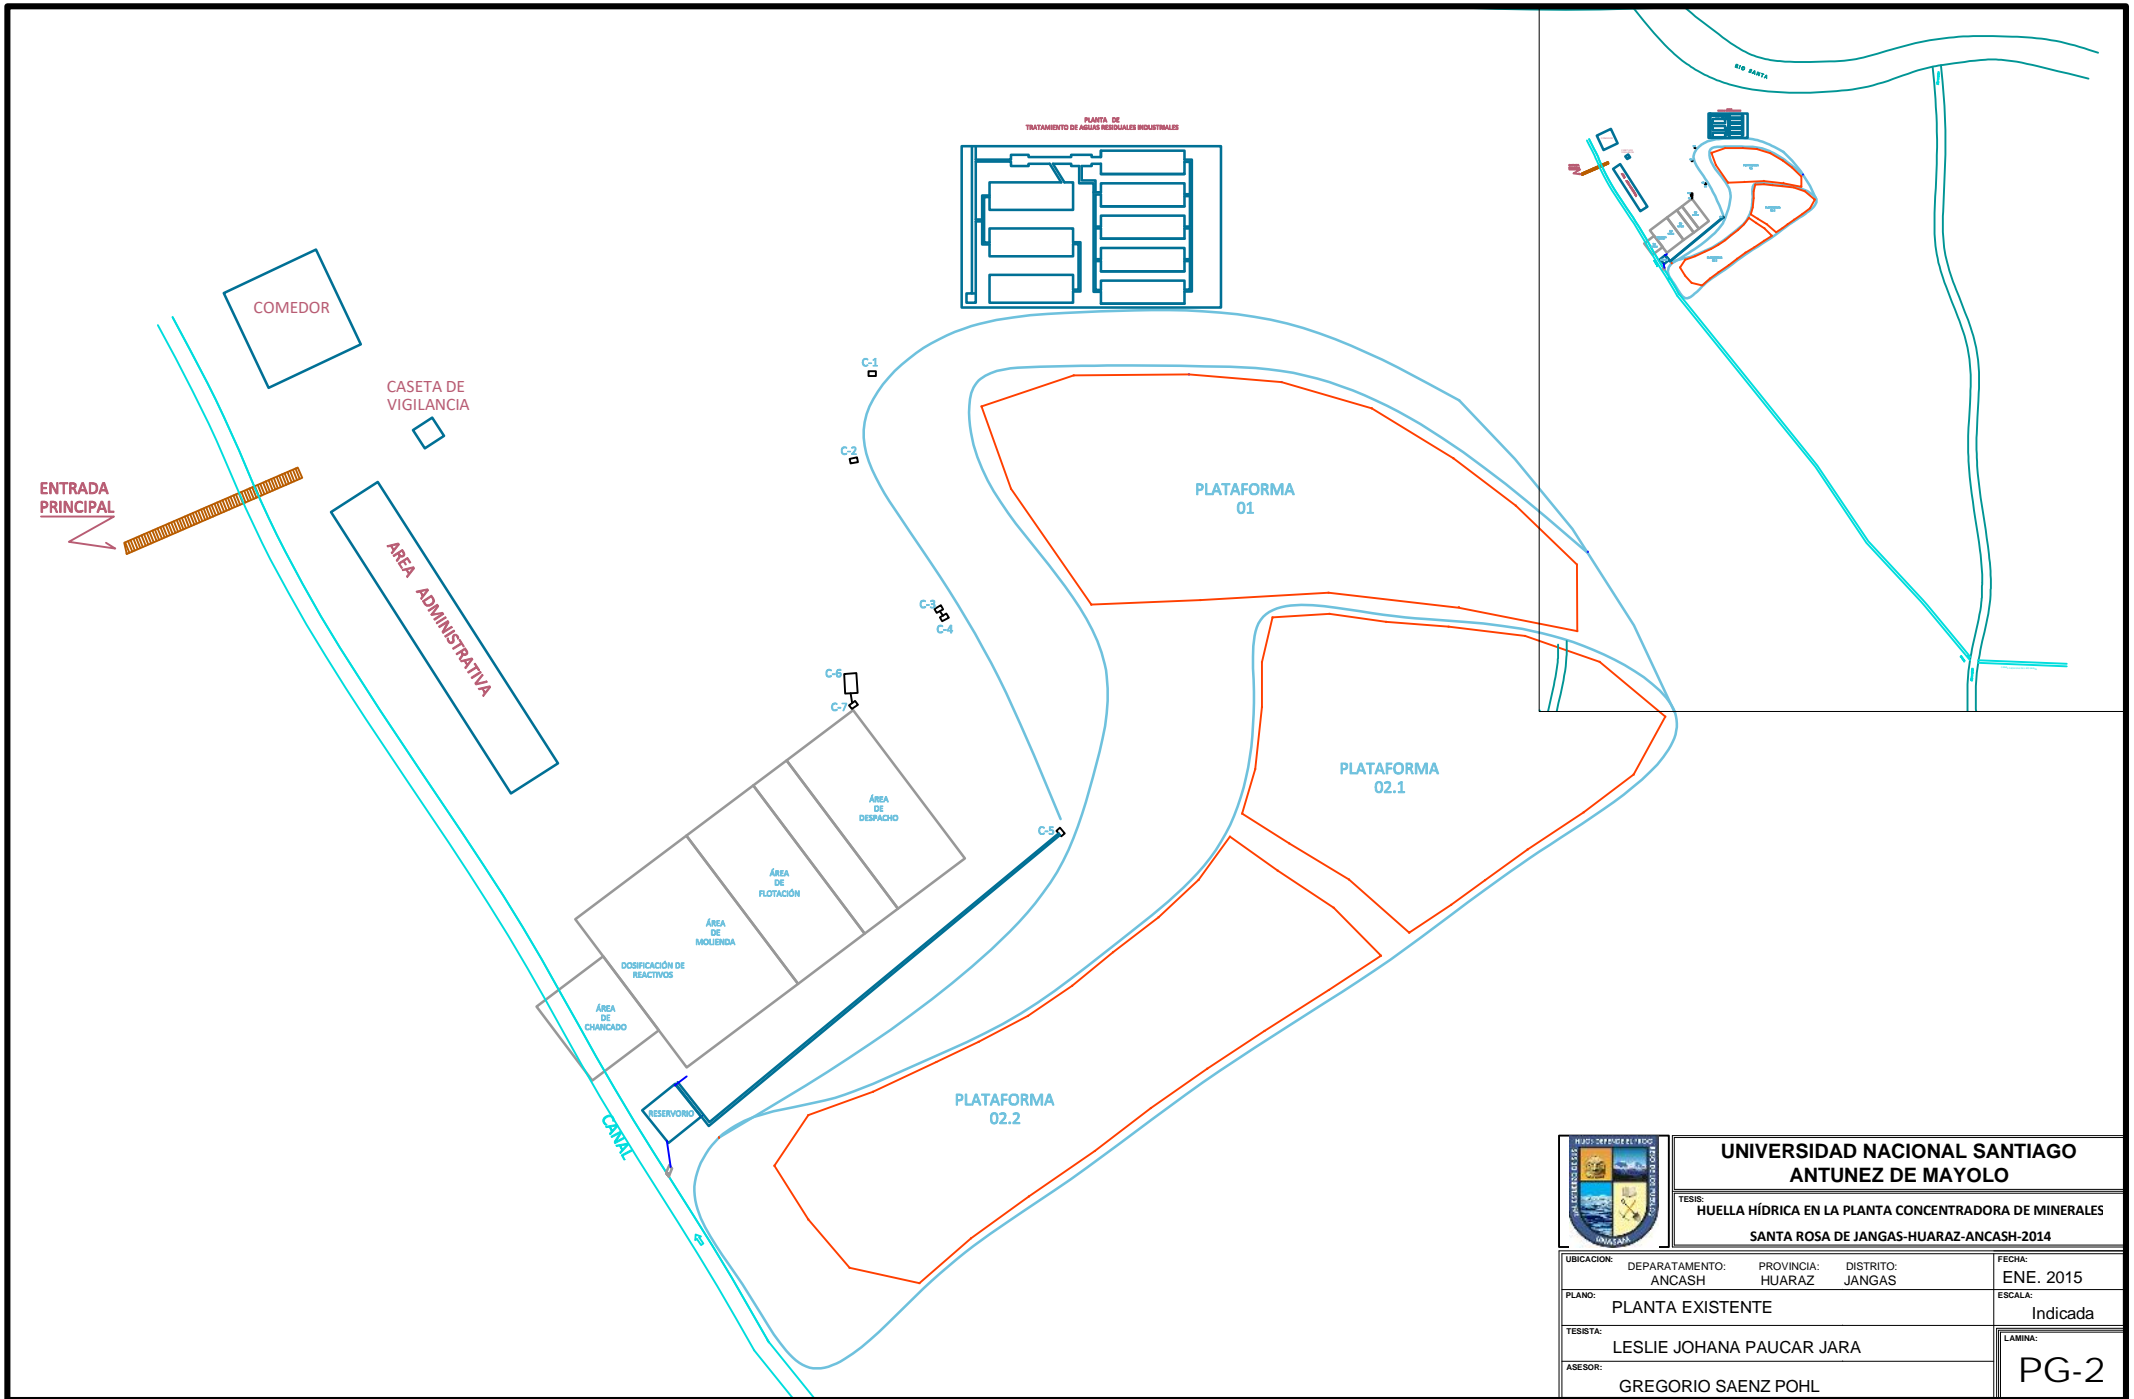 PLANTA DE
TRATAMIENTO DE AGUAS RESIDUALES INDUSTRIALES
RIO SANTA
COMEDOR
CASETA DE
VIGILANCIA
ENTRADA
PRINCIPAL
AREA ADMINISTRATIVA
C-1
C-2
C-3
C-4
C-6
C-7
C-5
PLATAFORMA
01
PLATAFORMA
02.1
PLATAFORMA
02.2
ÁREA
DE
DESPACHO
ÁREA
DE
FLOTACIÓN
ÁREA
DE
MOLIENDA
DOSIFICACIÓN DE
REACTIVOS
ÁREA
DE
CHANCADO
RESERVORIO
CANAL
UNASAM
UNIVERSIDAD NACIONAL SANTIAGO
ANTUNEZ DE MAYOLO
TESIS:
HUELLA HÍDRICA EN LA PLANTA CONCENTRADORA DE MINERALES
SANTA ROSA DE JANGAS-HUARAZ-ANCASH-2014
UBICACION:
DEPARATAMENTO: PROVINCIA: DISTRITO:
ANCASH HUARAZ JANGAS
FECHA:
ENE. 2015
PLANO:
PLANTA EXISTENTE
ESCALA:
Indicada
TESISTA:
LESLIE JOHANA PAUCAR JARA
LAMINA:
PG-2
ASESOR:
GREGORIO SAENZ POHL